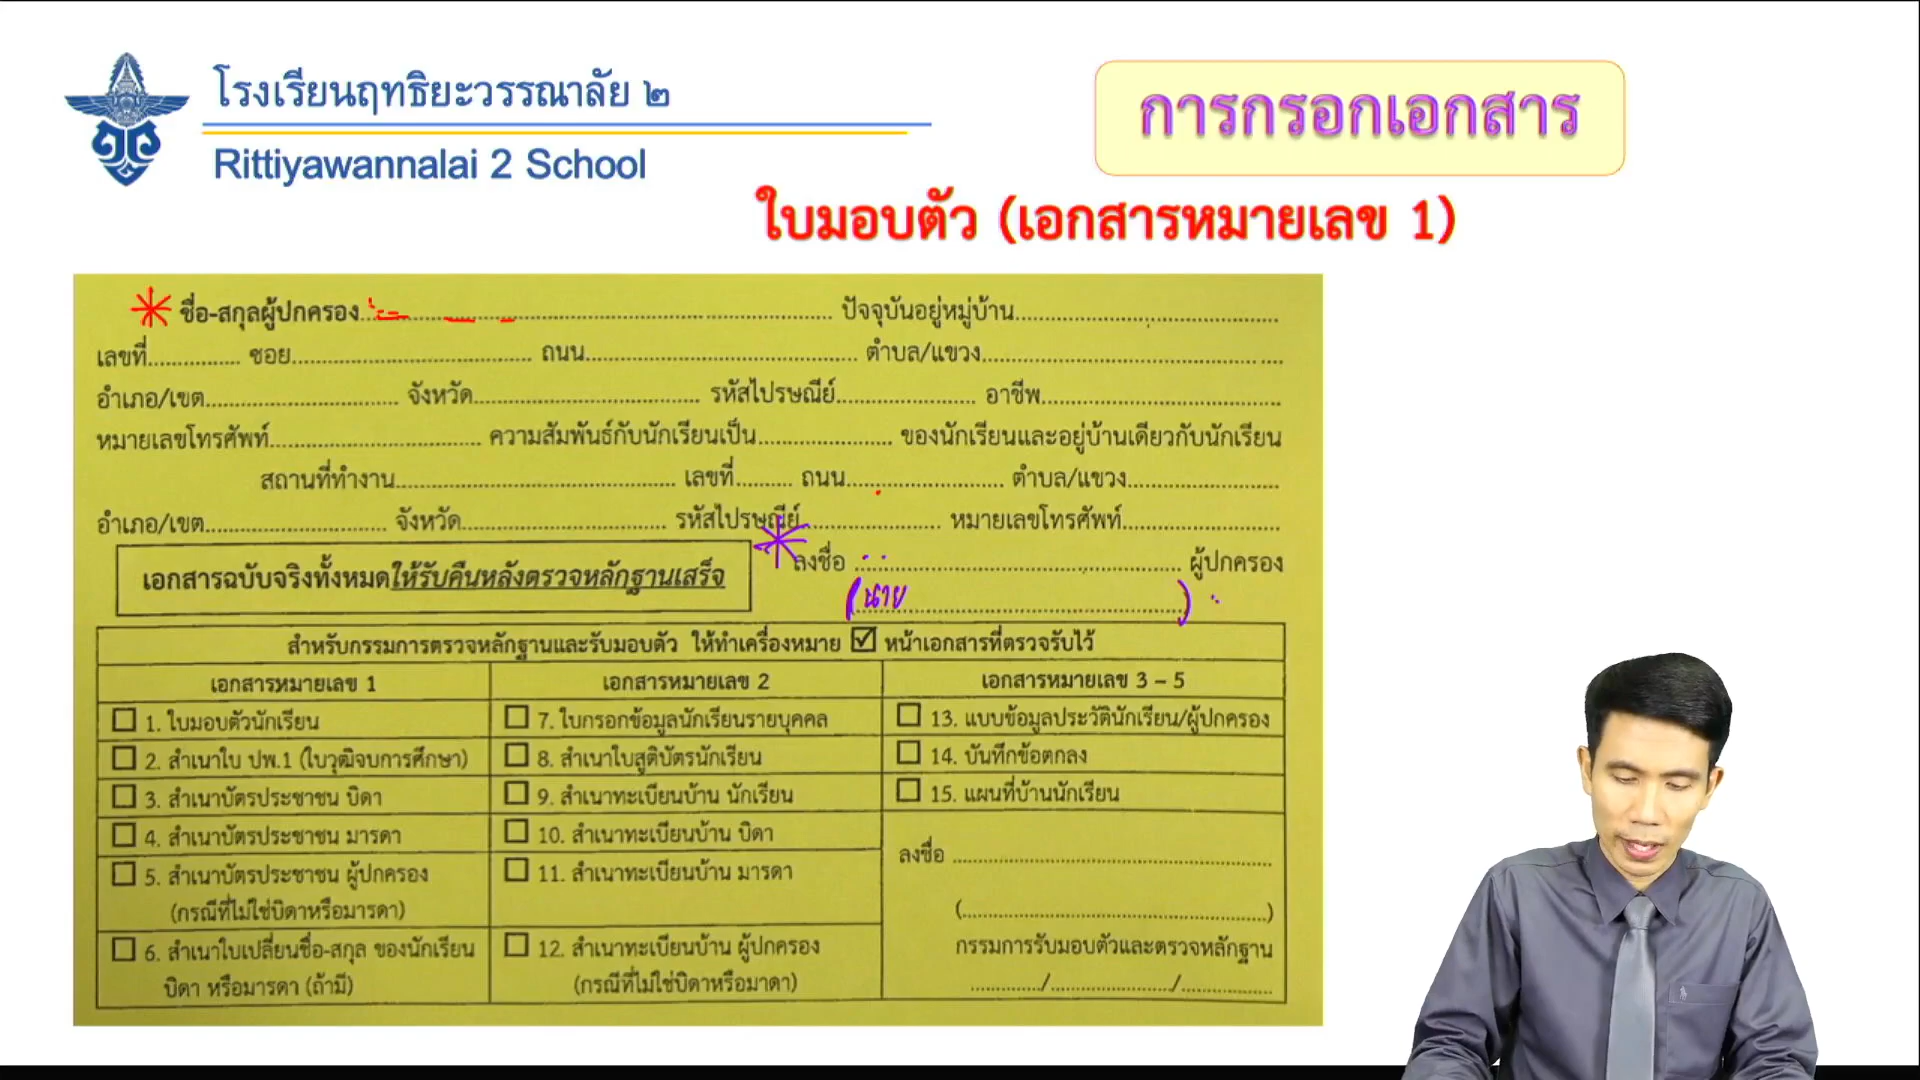 โรงเรียนฤทธิยะวรรณาลัย ๒
Rittiyawannalai 2 School
การกรอกเอกสาร
ใบมอบตัว (เอกสารหมายเลข 1)
ชื่อ-สกุลผู้ปกครอง........................ ปัจจุบันอยู่หมู่บ้าน........................
เลขที่............ ซอย........................ ถนน........................ ตำบล/แขวง........................
อำเภอ/เขต........................ จังหวัด........................ รหัสไปรษณีย์........................ อาชีพ........................
หมายเลขโทรศัพท์........................ ความสัมพันธ์กับนักเรียนเป็น................ ของนักเรียนและอยู่บ้านเดียวกับนักเรียน
สถานที่ทำงาน........................ เลขที่.......... ถนน........................ ตำบล/แขวง........................
อำเภอ/เขต........................ จังหวัด........................ รหัสไปรษณีย์........................ หมายเลขโทรศัพท์........................
เอกสารฉบับจริงทั้งหมดให้รับคืนหลังตรวจหลักฐานเสร็จ
ลงชื่อ ........................ ผู้ปกครอง
(นาย........................)
สำหรับกรรมการตรวจหลักฐานและรับมอบตัว ให้ทำเครื่องหมาย ☑ หน้าเอกสารที่ตรวจรับไว้
เอกสารหมายเลข 1
☐ 1. ใบมอบตัวนักเรียน
☐ 2. สำเนาใบ ปพ.1 (ใบวุฒิจบการศึกษา)
☐ 3. สำเนาบัตรประชาชน บิดา
☐ 4. สำเนาบัตรประชาชน มารดา
☐ 5. สำเนาบัตรประชาชน ผู้ปกครอง
(กรณีที่ไม่ใช่บิดาหรือมารดา)
☐ 6. สำเนาใบเปลี่ยนชื่อ-สกุล ของนักเรียน
บิดา หรือมารดา (ถ้ามี)
เอกสารหมายเลข 2
☐ 7. ใบกรอกข้อมูลนักเรียนรายบุคคล
☐ 8. สำเนาใบสูติบัตรนักเรียน
☐ 9. สำเนาทะเบียนบ้าน นักเรียน
☐ 10. สำเนาทะเบียนบ้าน บิดา
☐ 11. สำเนาทะเบียนบ้าน มารดา
☐ 12. สำเนาทะเบียนบ้าน ผู้ปกครอง
(กรณีที่ไม่ใช่บิดาหรือมาดา)
เอกสารหมายเลข 3 – 5
☐ 13. แบบข้อมูลประวัตินักเรียน/ผู้ปกครอง
☐ 14. บันทึกข้อตกลง
☐ 15. แผนที่บ้านนักเรียน
ลงชื่อ ........................
(........................)
กรรมการรับมอบตัวและตรวจหลักฐาน
............/..................../................